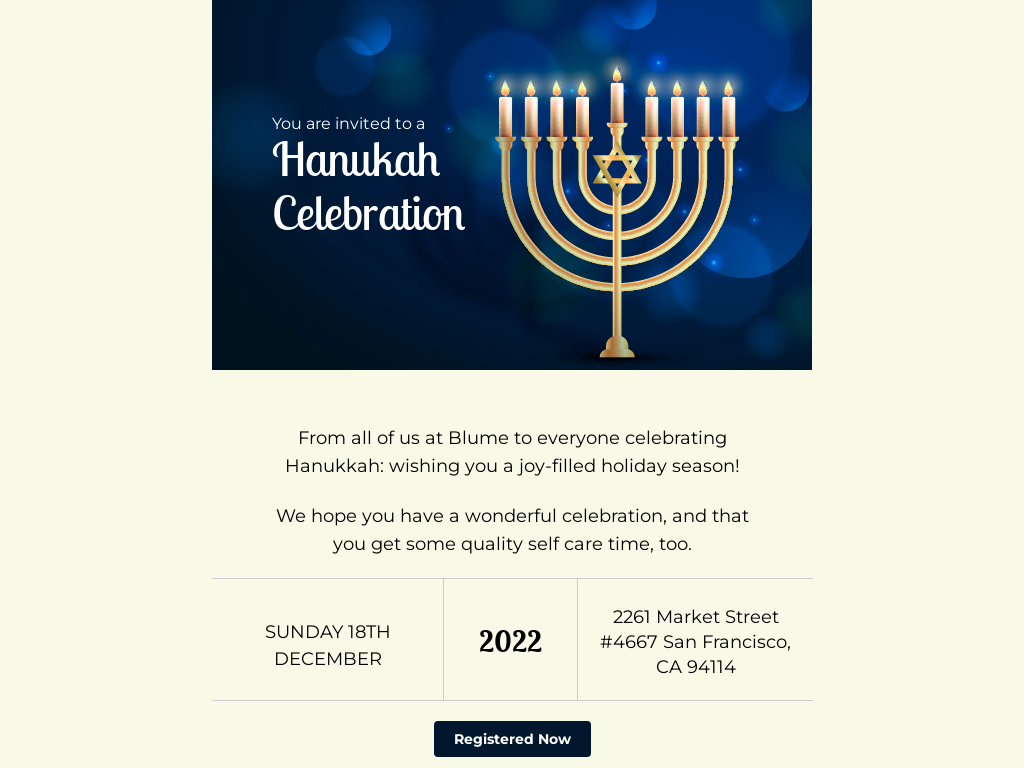 You are invited to a
Hanukah
Celebration
From all of us at Blume to everyone celebrating
Hanukkah: wishing you a joy-filled holiday season!
We hope you have a wonderful celebration, and that
you get some quality self care time, too.
SUNDAY 18TH
DECEMBER
2022
2261 Market Street
#4667 San Francisco,
CA 94114
Registered Now